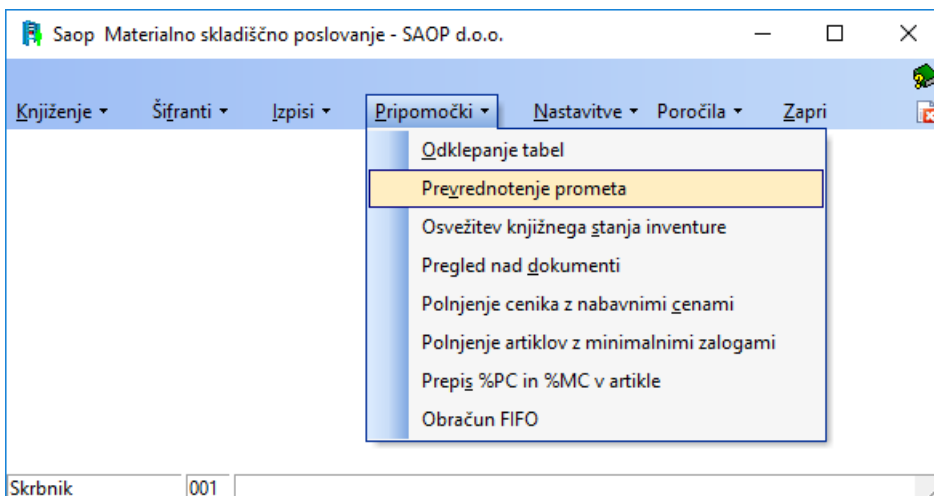 Saop Materialno skladiščno poslovanje - SAOP d.o.o.
Knjiženje Šifranti Izpisi Pripomočki Nastavitve Poročila Zapri
Odklepanje tabel
Prevrednotenje prometa
Osvežitev knjižnega stanja inventure
Pregled nad dokumenti
Polnjenje cenika z nabavnimi cenami
Polnjenje artiklov z minimalnimi zalogami
Prepis %PC in %MC v artikle
Obračun FIFO
Skrbnik 001